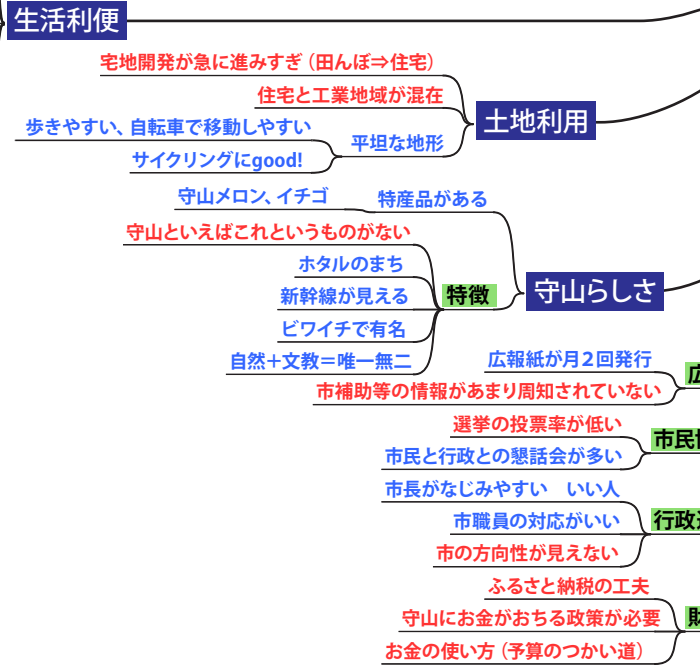 生活利便
宅地開発が急に進みすぎ（田んぼ⇒住宅）
住宅と工業地域が混在
土地利用
歩きやすい、自転車で移動しやすい
平坦な地形
サイクリングにgood!
守山メロン、イチゴ
特産品がある
守山といえばこれというものがない
ホタルのまち
守山らしさ
新幹線が見える
特徴
ビワイチで有名
自然＋文教＝唯一無二
広報紙が月２回発行
広
市補助等の情報があまり周知されていない
選挙の投票率が低い
市民
市民と行政との懇話会が多い
市長がなじみやすい　いい人
市職員の対応がいい
行政
市の方向性が見えない
ふるさと納税の工夫
守山にお金がおちる政策が必要
財
お金の使い方（予算のつかい道）